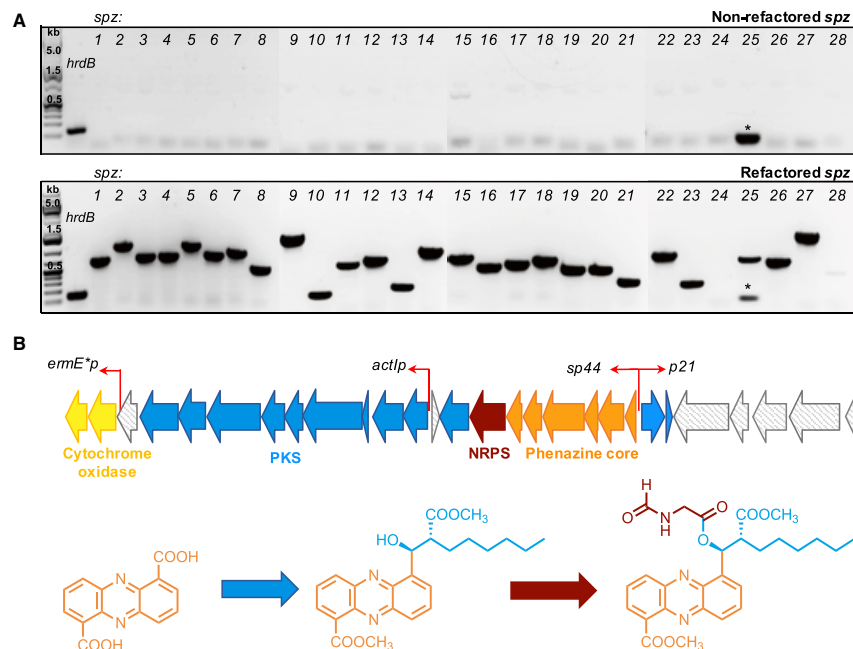 A
spz:
Non-refactored spz
kb
1 2 3 4 5 6 7 8 9 10 11 12 13 14 15 16 17 18 19 20 21 22 23 24 25 26 27 28
5.0
hrdB
1.5
0.5
*
spz:
Refactored spz
kb
1 2 3 4 5 6 7 8 9 10 11 12 13 14 15 16 17 18 19 20 21 22 23 24 25 26 27 28
5.0
hrdB
1.5
0.5
*
B
ermE*p
actIp
sp44
p21
Cytochrome
oxidase
PKS
NRPS
Phenazine core
COOH
N
N
COOH
COOCH3
HO
N
N
COOCH3
H
O
N
H
O
O
COOCH3
N
N
COOCH3